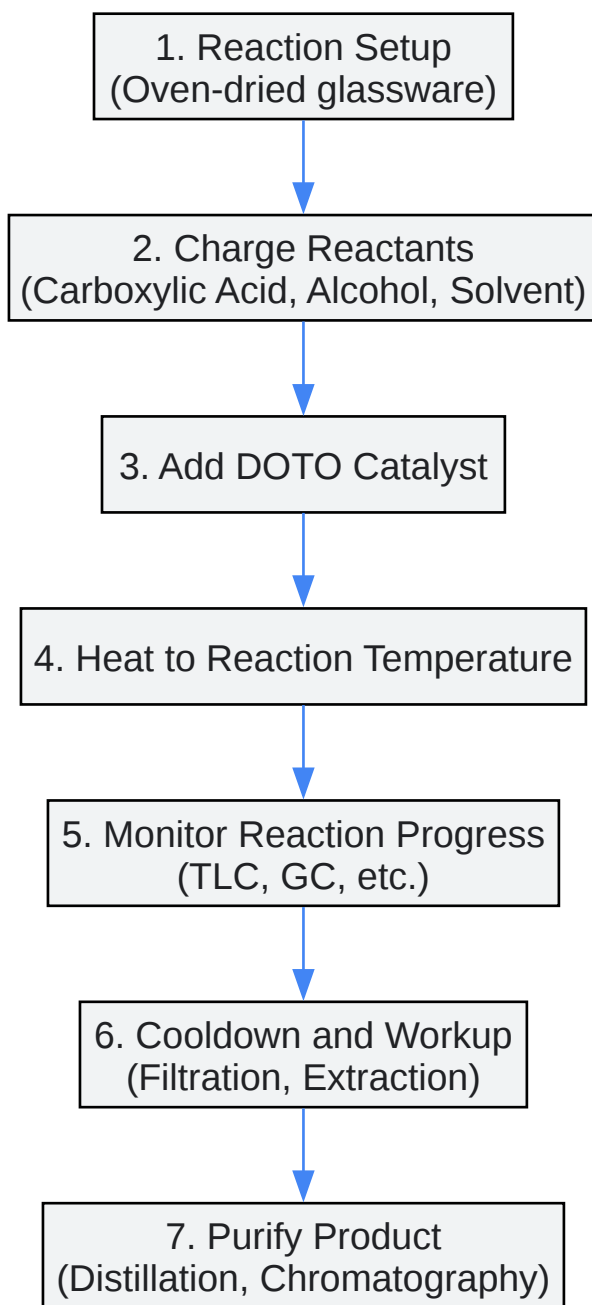 1. Reaction Setup
(Oven-dried glassware)
2. Charge Reactants
(Carboxylic Acid, Alcohol, Solvent)
3. Add DOTO Catalyst
4. Heat to Reaction Temperature
5. Monitor Reaction Progress
(TLC, GC, etc.)
6. Cooldown and Workup
(Filtration, Extraction)
7. Purify Product
(Distillation, Chromatography)